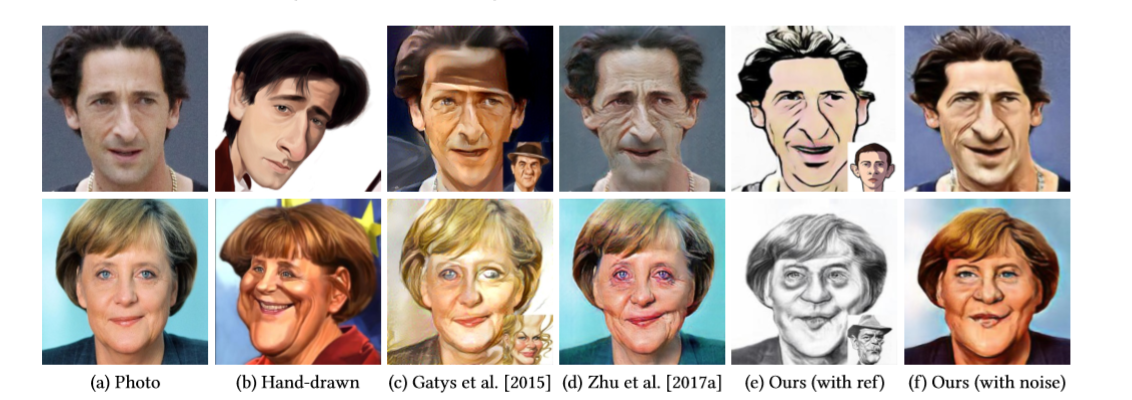 (a) Photo (b) Hand-drawn (c) Gatys et al. [2015] (d) Zhu et al. [2017a] (e) Ours (with ref) (f) Ours (with noise)